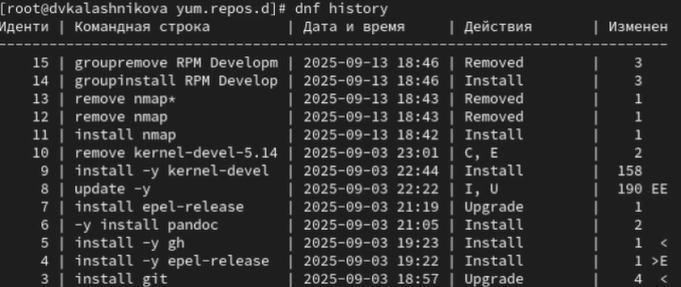 [root@dvkalashnikova yum.repos.d]# dnf history
Иденти | Командная строка | Дата и время | Действия | Изменен
--------------------------------------------------------------------------------
15 | groupremove RPM Developm | 2025-09-13 18:46 | Removed | 3
14 | groupinstall RPM Develop | 2025-09-13 18:46 | Install | 3
13 | remove nmap* | 2025-09-13 18:43 | Removed | 1
12 | remove nmap | 2025-09-13 18:43 | Removed | 1
11 | install nmap | 2025-09-13 18:42 | Install | 1
10 | remove kernel-devel-5.14 | 2025-09-03 23:01 | C, E | 2
9 | install -y kernel-devel | 2025-09-03 22:44 | Install | 158
8 | update -y | 2025-09-03 22:22 | I, U | 190 EE
7 | install epel-release | 2025-09-03 21:19 | Upgrade | 1
6 | -y install pandoc | 2025-09-03 21:05 | Install | 2
5 | install -y gh | 2025-09-03 19:23 | Install | 1 <
4 | install -y epel-release | 2025-09-03 19:22 | Install | 1 >E
3 | install git | 2025-09-03 18:57 | Upgrade | 4 <